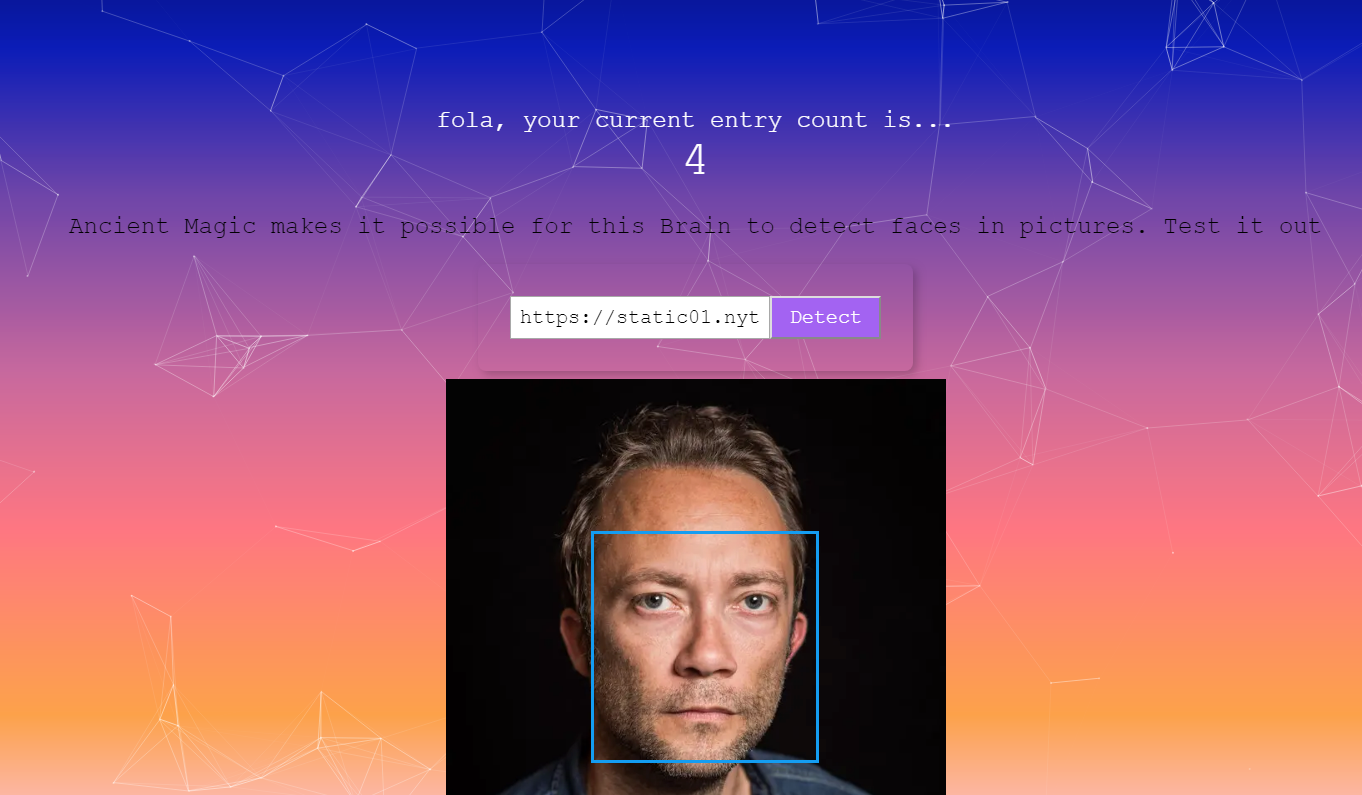 fola, your current entry count is...
4
Ancient Magic makes it possible for this Brain to detect faces in pictures. Test it out
https://static01.nyt
Detect